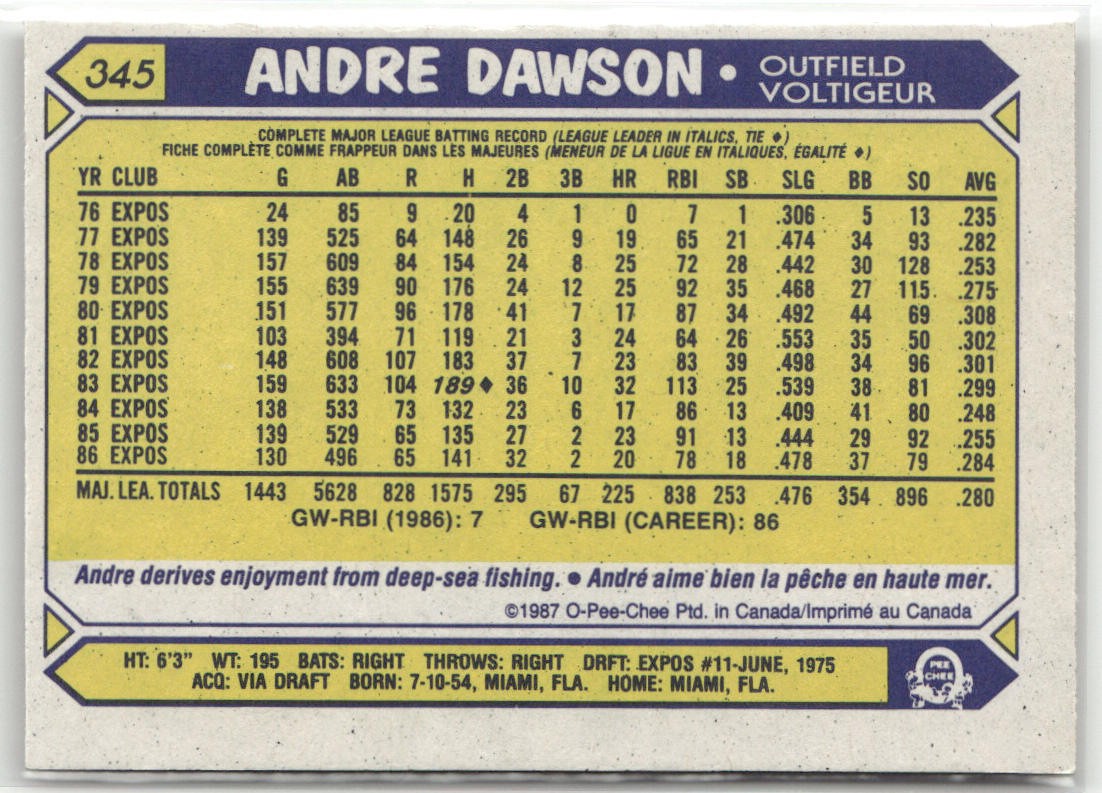 345 ANDRE DAWSON • OUTFIELD
VOLTIGEUR
COMPLETE MAJOR LEAGUE BATTING RECORD (LEAGUE LEADER IN ITALICS, TIE ♦)
FICHE COMPLÈTE COMME FRAPPEUR DANS LES MAJEURES (MENEUR DE LA LIGUE EN ITALIQUES, ÉGALITÉ ♦)
YR CLUB G AB R H 2B 3B HR RBI SB SLG BB SO AVG
76 EXPOS 24 85 9 20 4 1 0 7 1 .306 5 13 .235
77 EXPOS 139 525 64 148 26 9 19 65 21 .474 34 93 .282
78 EXPOS 157 609 84 154 24 8 25 72 28 .442 30 128 .253
79 EXPOS 155 639 90 176 24 12 25 92 35 .468 27 115 .275
80 EXPOS 151 577 96 178 41 7 17 87 34 .492 44 69 .308
81 EXPOS 103 394 71 119 21 3 24 64 26 .553 35 50 .302
82 EXPOS 148 608 107 183 37 7 23 83 39 .498 34 96 .301
83 EXPOS 159 633 104 189♦ 36 10 32 113 25 .539 38 81 .299
84 EXPOS 138 533 73 132 23 6 17 86 13 .409 41 80 .248
85 EXPOS 139 529 65 135 27 2 23 91 13 .444 29 92 .255
86 EXPOS 130 496 65 141 32 2 20 78 18 .478 37 79 .284
MAJ. LEA. TOTALS 1443 5628 828 1575 295 67 225 838 253 .476 354 896 .280
GW-RBI (1986): 7 GW-RBI (CAREER): 86
Andre derives enjoyment from deep-sea fishing. • André aime bien la pêche en haute mer.
©1987 O-Pee-Chee Ptd. in Canada/Imprimé au Canada
HT: 6'3" WT: 195 BATS: RIGHT THROWS: RIGHT DRFT: EXPOS #11-JUNE, 1975
ACQ: VIA DRAFT BORN: 7-10-54, MIAMI, FLA. HOME: MIAMI, FLA.
O PEE CHEE